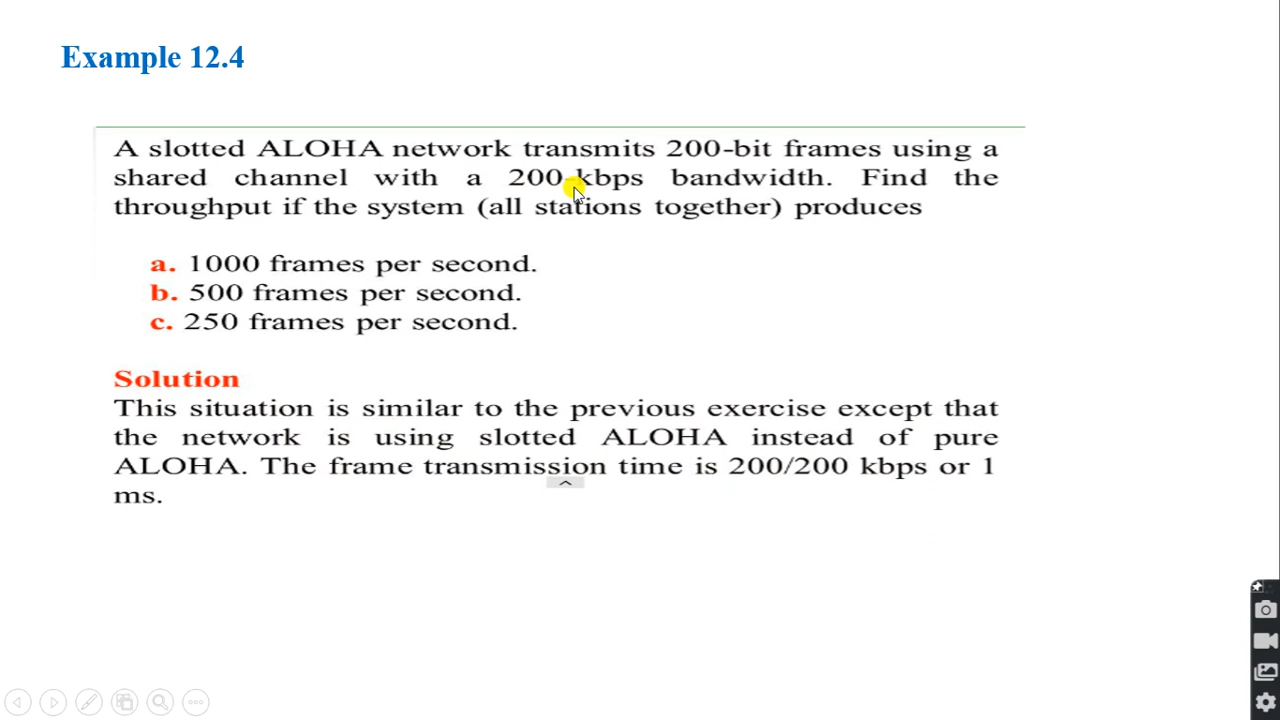 Example 12.4
A slotted ALOHA network transmits 200-bit frames using a
shared channel with a 200-kbps bandwidth. Find the
throughput if the system (all stations together) produces
a. 1000 frames per second.
b. 500 frames per second.
c. 250 frames per second.
Solution
This situation is similar to the previous exercise except that
the network is using slotted ALOHA instead of pure
ALOHA. The frame transmission time is 200/200 kbps or 1
ms.